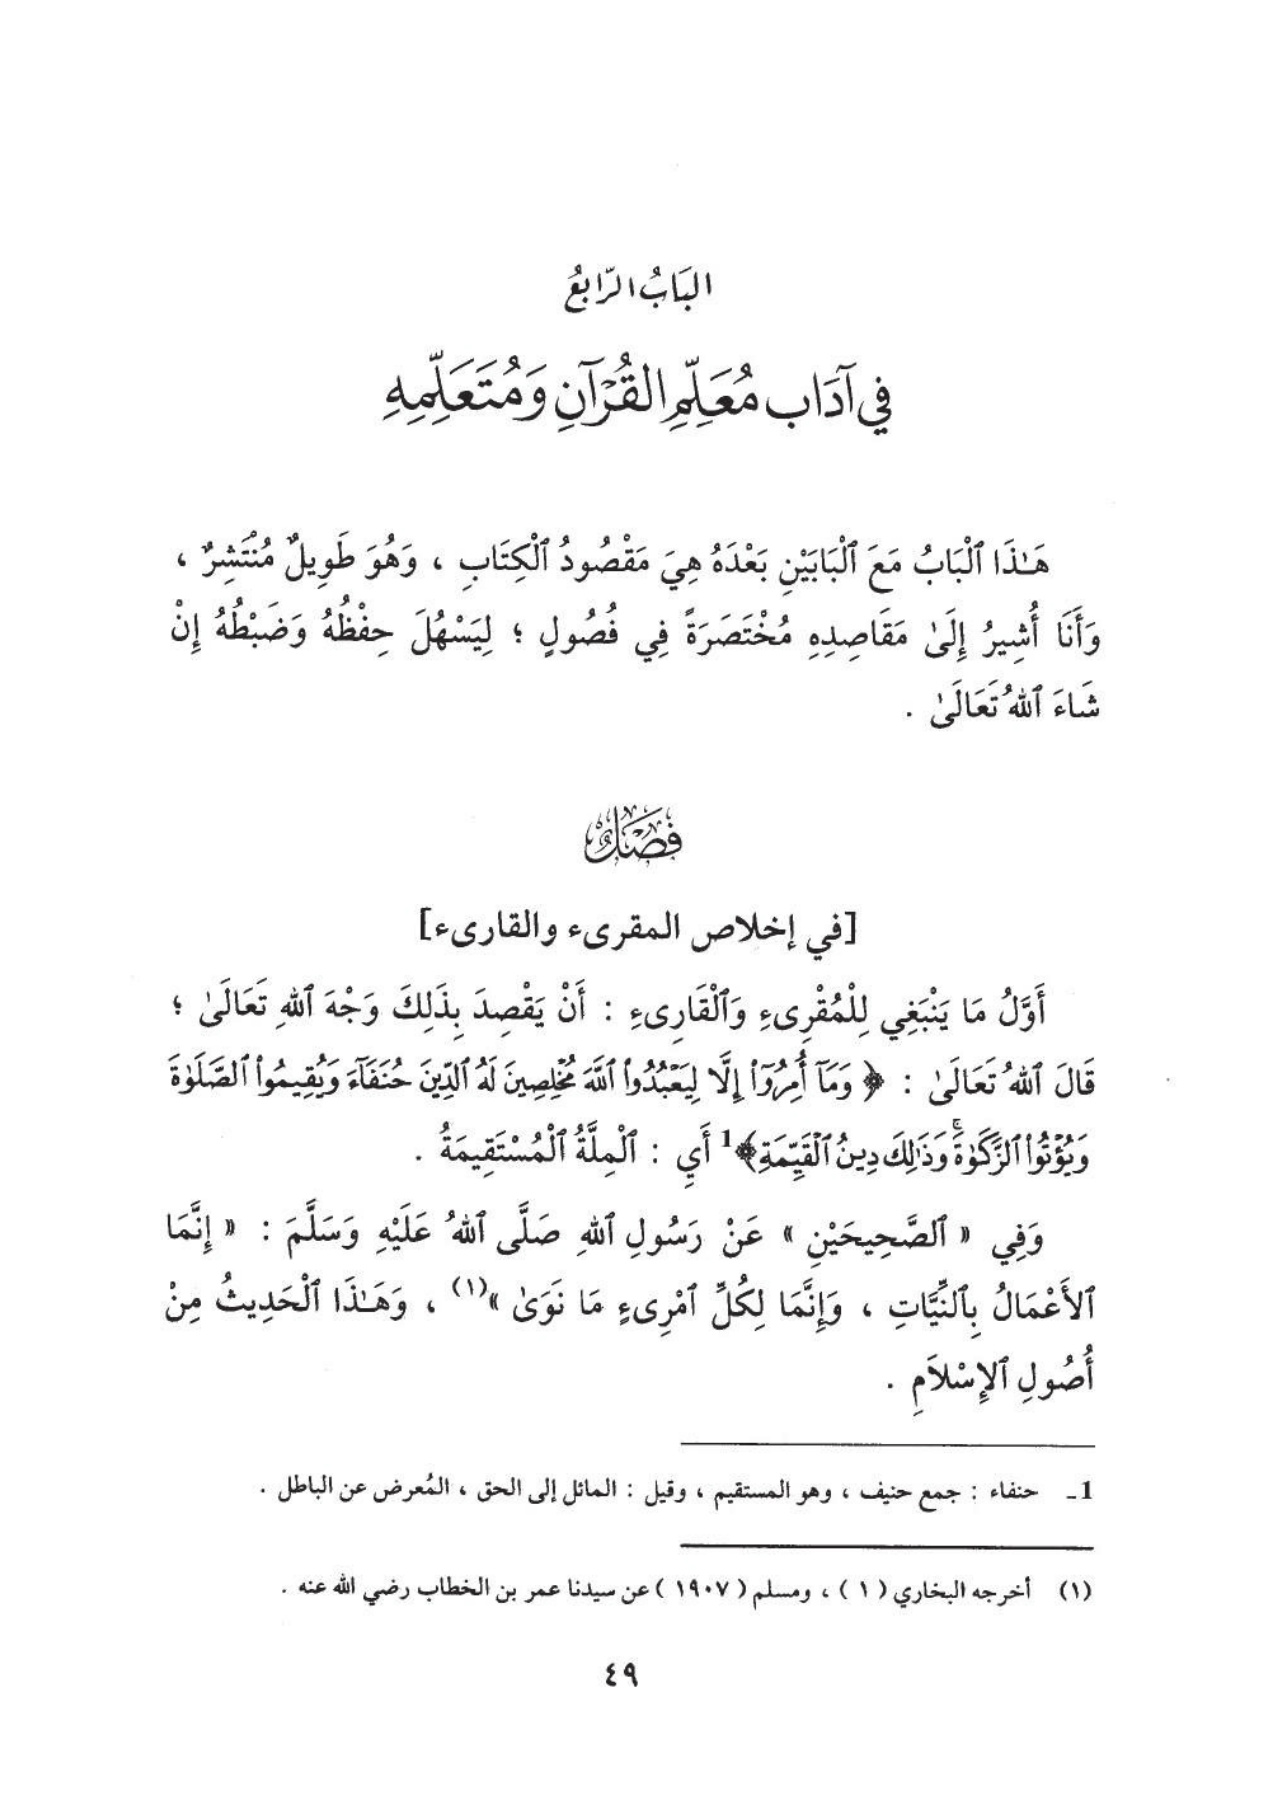 البَابُ الرَّابِعُ
فِي آدَابِ مُعَلِّمِ القُرْآنِ وَمُتَعَلِّمِهِ
هَـٰذَا ٱلْبَابُ مَعَ ٱلْبَابَيْنِ بَعْدَهُ هِيَ مَقْصُودُ ٱلْكِتَابِ ، وَهُوَ طَوِيلٌ مُنْتَشِرٌ ،
وَأَنَا أُشِيرُ إِلَىٰ مَقَاصِدِهِ مُخْتَصَرَةً فِي فُصُولٍ ؛ لِيَسْهُلَ حِفْظُهُ وَضَبْطُهُ إِنْ
شَاءَ ٱللهُ تَعَالَىٰ .
فَصْلٌ
[في إخلاص المقرىء والقارىء]
أَوَّلُ مَا يَنْبَغِي لِلْمُقْرِىءِ وَٱلْقَارِىءِ : أَنْ يَقْصِدَ بِذَلِكَ وَجْهَ ٱللهِ تَعَالَىٰ ؛
قَالَ ٱللهُ تَعَالَىٰ : ﴿ وَمَآ أُمِرُوٓا۟ إِلَّا لِيَعْبُدُوا۟ ٱللَّهَ مُخْلِصِينَ لَهُ ٱلدِّينَ حُنَفَآءَ وَيُقِيمُوا۟ ٱلصَّلَوٰةَ
وَيُؤْتُوا۟ ٱلزَّكَوٰةَۚ وَذَٰلِكَ دِينُ ٱلْقَيِّمَةِ﴾1 أَيِ : ٱلْمِلَّةُ ٱلْمُسْتَقِيمَةُ .
وَفِي « ٱلصَّحِيحَيْنِ » عَنْ رَسُولِ ٱللهِ صَلَّى ٱللهُ عَلَيْهِ وَسَلَّمَ : « إِنَّمَا
ٱلأَعْمَالُ بِٱلنِّيَّاتِ ، وَإِنَّمَا لِكُلِّ ٱمْرِىءٍ مَا نَوَىٰ »(١) ، وَهَـٰذَا ٱلْحَدِيثُ مِنْ
أُصُولِ ٱلإِسْلاَمِ .
1ـ حنفاء : جمع حنيف ، وهو المستقيم ، وقيل : المائل إلى الحق ، المُعرض عن الباطل .
(١) أخرجه البخاري ( ١ ) ، ومسلم ( ١٩٠٧ ) عن سيدنا عمر بن الخطاب رضي الله عنه .
٤٩